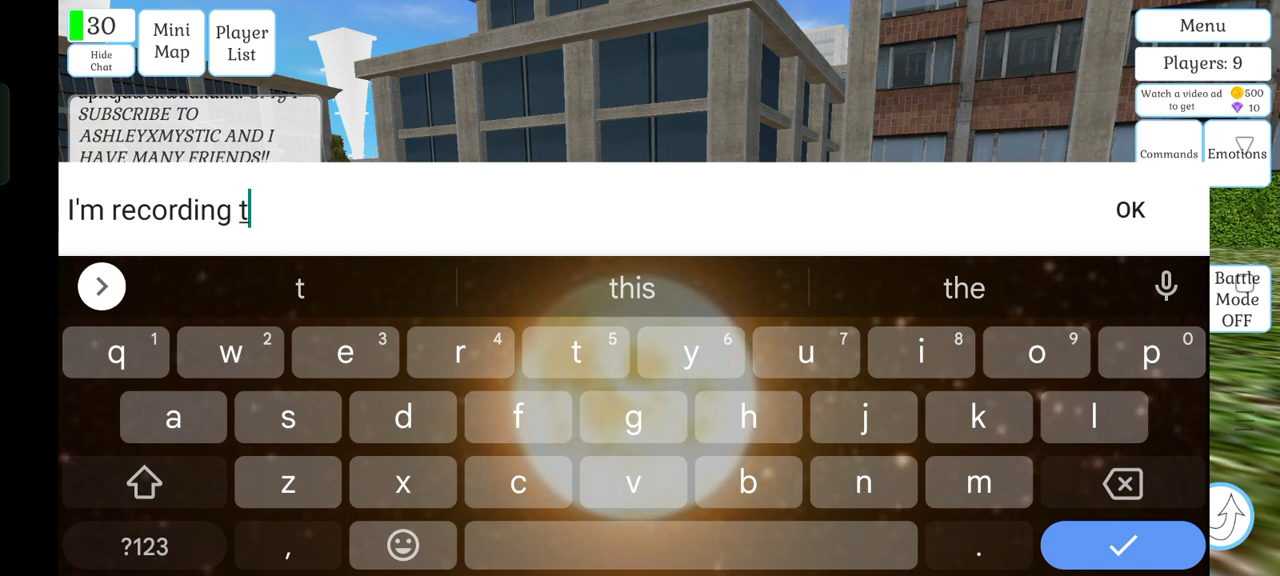 30
Hide
Chat
Mini
Map
Player
List
SUBSCRIBE TO
ASHLEYXMYSTIC AND I
HAVE MANY FRIENDS!!
Menu
Players: 9
Watch a video ad
to get
500
10
Commands
Emotions
I'm recording t
OK
t
this
the
q 1 w 2 e 3 r 4 t 5 y 6 u 7 i 8 o 9 p 0
a s d f g h j k l
z x c v b n m
?123 , .
Battle
Mode
OFF